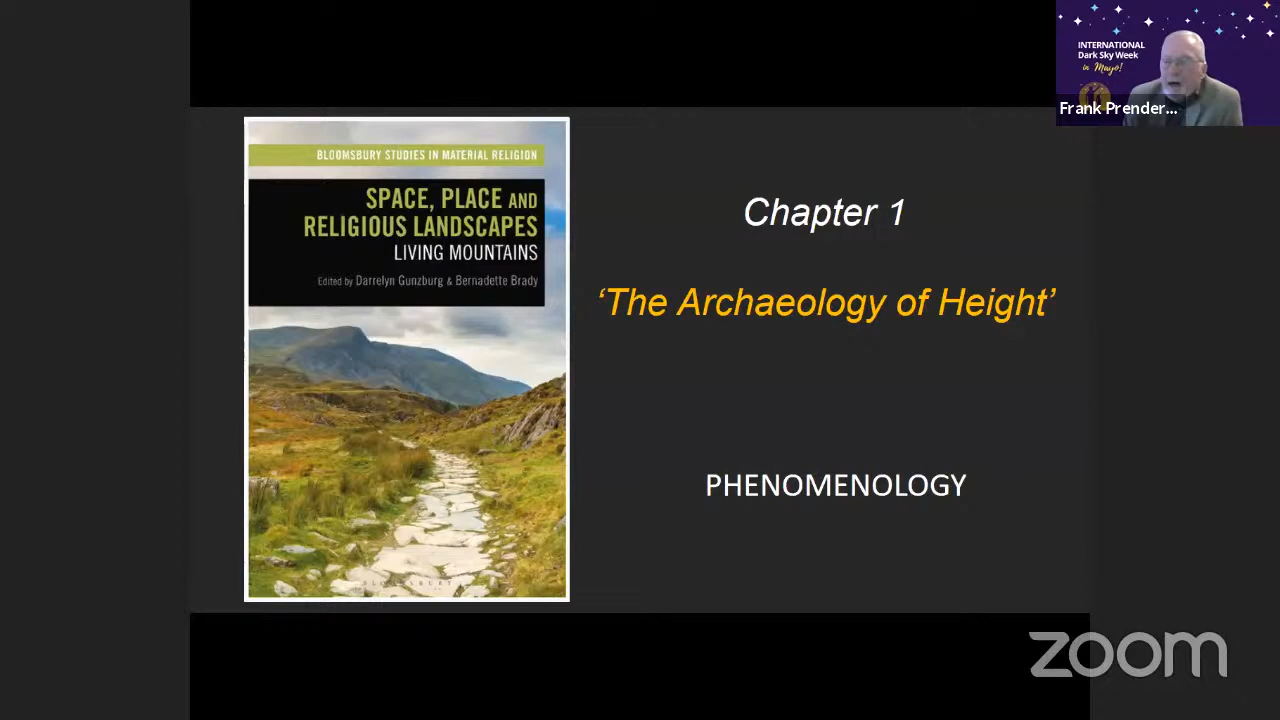 BLOOMSBURY STUDIES IN MATERIAL RELIGION
SPACE, PLACE AND
RELIGIOUS LANDSCAPES
LIVING MOUNTAINS
Edited by Darrelyn Gunzburg & Bernadette Brady
BLOOMSBURY
Chapter 1
‘The Archaeology of Height’
PHENOMENOLOGY
INTERNATIONAL
Dark Sky Week
in Mayo!
Frank Prender...
zoom